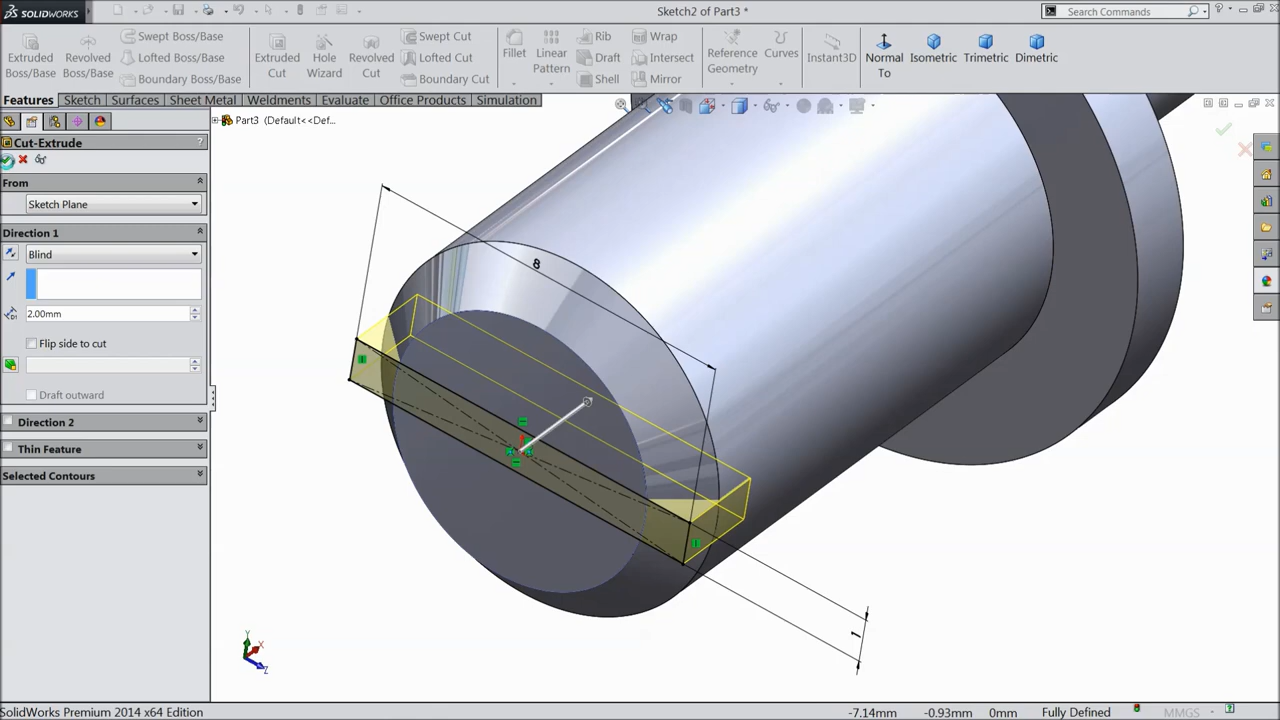 SOLIDWORKS
Sketch2 of Part3 *
Search Commands
Extruded Boss/Base
Revolved Boss/Base
Swept Boss/Base
Lofted Boss/Base
Boundary Boss/Base
Extruded Cut
Hole Wizard
Revolved Cut
Swept Cut
Lofted Cut
Boundary Cut
Fillet
Linear Pattern
Rib
Draft
Shell
Wrap
Intersect
Mirror
Reference Geometry
Curves
Instant3D
Normal To
Isometric
Trimetric
Dimetric
Features
Sketch
Surfaces
Sheet Metal
Weldments
Evaluate
Office Products
Simulation
Part3 (Default<<Def...
Cut-Extrude
?
From
Sketch Plane
Direction 1
Blind
D1
2.00mm
Flip side to cut
Draft outward
Direction 2
Thin Feature
Selected Contours
8
1
Y
X
Z
SolidWorks Premium 2014 x64 Edition
-7.14mm
-0.93mm
0mm
Fully Defined
MMGS